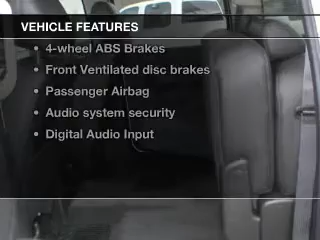 VEHICLE FEATURES
• 4-wheel ABS Brakes
• Front Ventilated disc brakes
• Passenger Airbag
• Audio system security
• Digital Audio Input